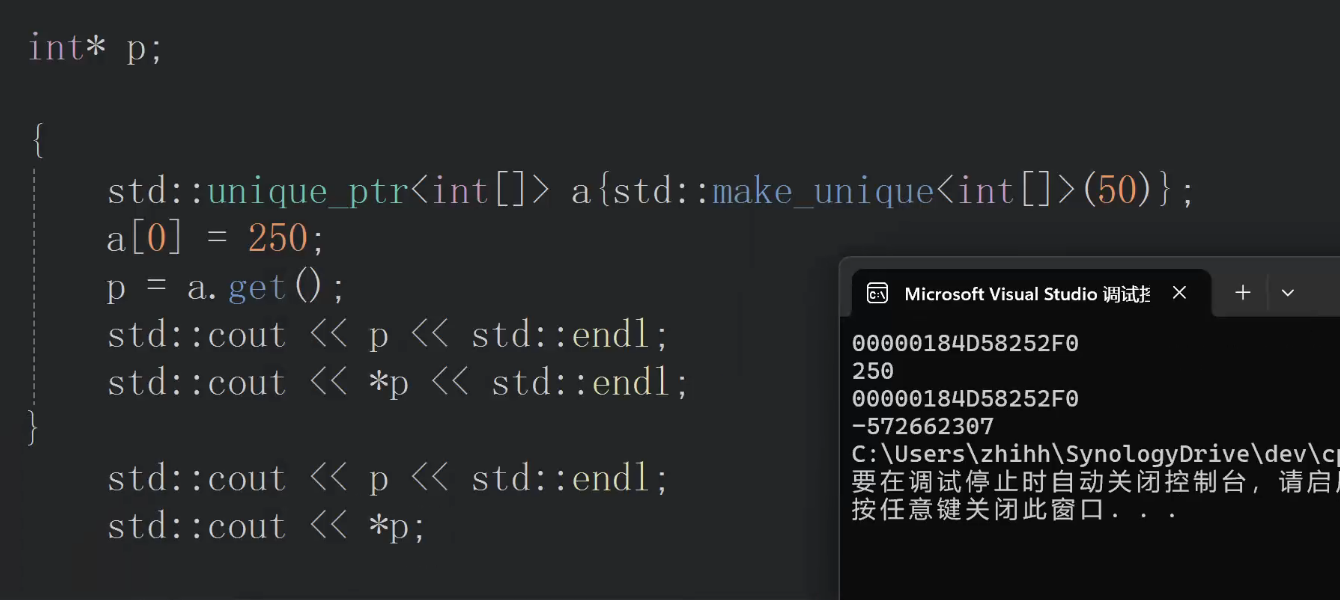 int* p;
{
std::unique_ptr<int[]> a{std::make_unique<int[]>(50)};
a[0] = 250;
p = a.get();
std::cout << p << std::endl;
std::cout << *p << std::endl;
}
std::cout << p << std::endl;
std::cout << *p;
Microsoft Visual Studio 调试控
00000184D58252F0
250
00000184D58252F0
-572662307
C:\Users\zhihh\SynologyDrive\dev\cp
要在调试停止时自动关闭控制台，请启用
按任意键关闭此窗口. . .